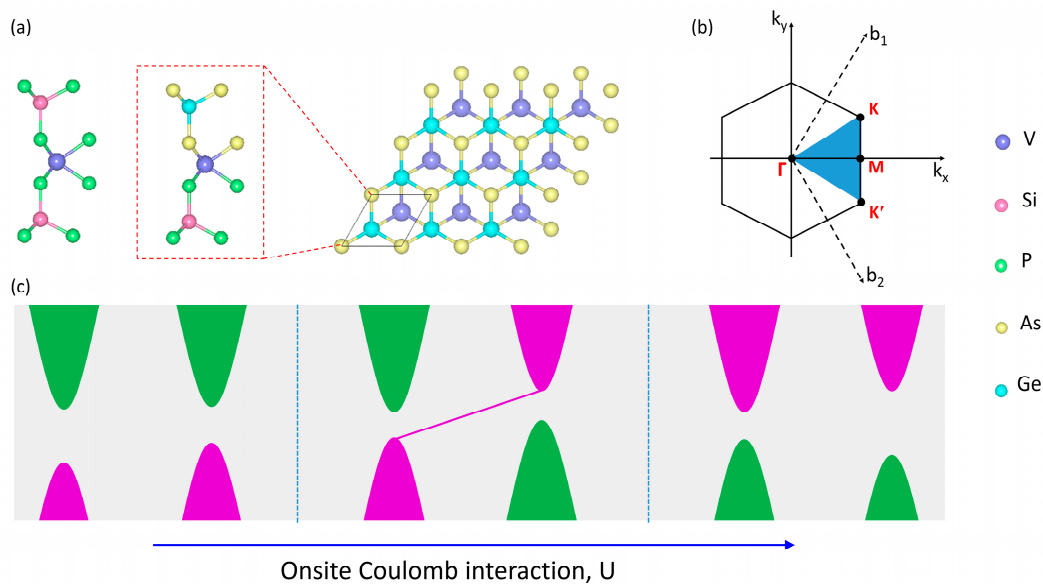 (a)
(b)
k_y
b_1
K
Γ
M
k_x
K′
b_2
V
Si
P
As
Ge
(c)
Onsite Coulomb interaction, U